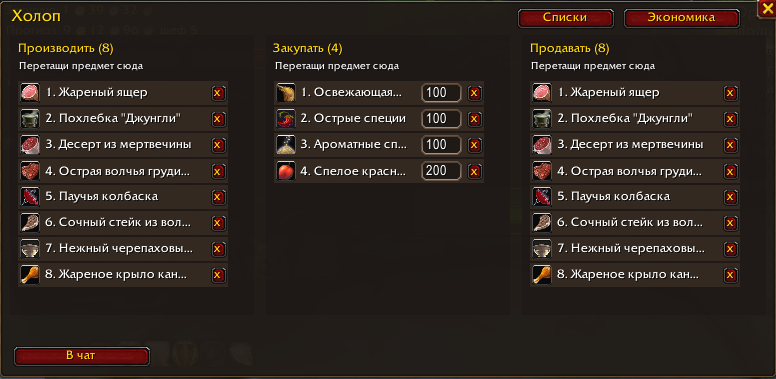 Холоп
Списки
Экономика
Производить (8)
Перетащи предмет сюда
1. Жареный ящер
2. Похлебка "Джунгли"
3. Десерт из мертвечины
4. Острая волчья груди...
5. Паучья колбаска
6. Сочный стейк из вол...
7. Нежный черепаховы...
8. Жареное крыло кан...
Закупать (4)
Перетащи предмет сюда
1. Освежающая... 100
2. Острые специи 100
3. Ароматные сп... 100
4. Спелое красн... 200
Продавать (8)
Перетащи предмет сюда
1. Жареный ящер
2. Похлебка "Джунгли"
3. Десерт из мертвечины
4. Острая волчья груди...
5. Паучья колбаска
6. Сочный стейк из вол...
7. Нежный черепаховы...
8. Жареное крыло кан...
В чат